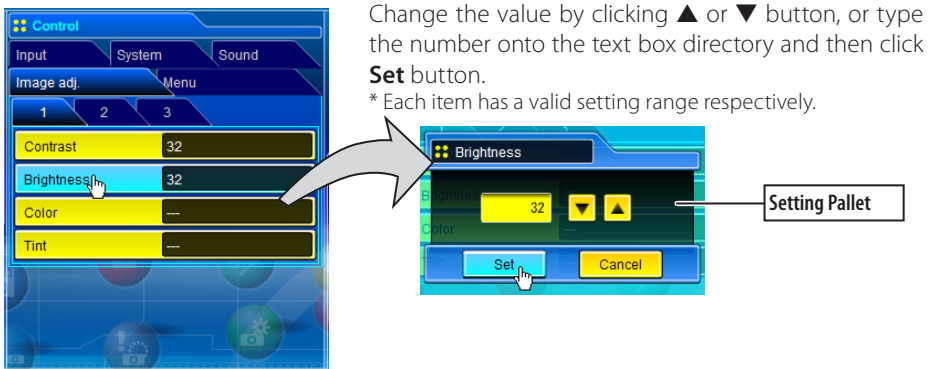 Control
Input System Sound
Image adj. Menu
1 2 3
Contrast 32
Brightness 32
Color ---
Tint ---
Change the value by clicking ▲ or ▼ button, or type
the number onto the text box directory and then click
Set button.
* Each item has a valid setting range respectively.
Brightness
32 ▼ ▲
Set Cancel
Setting Pallet